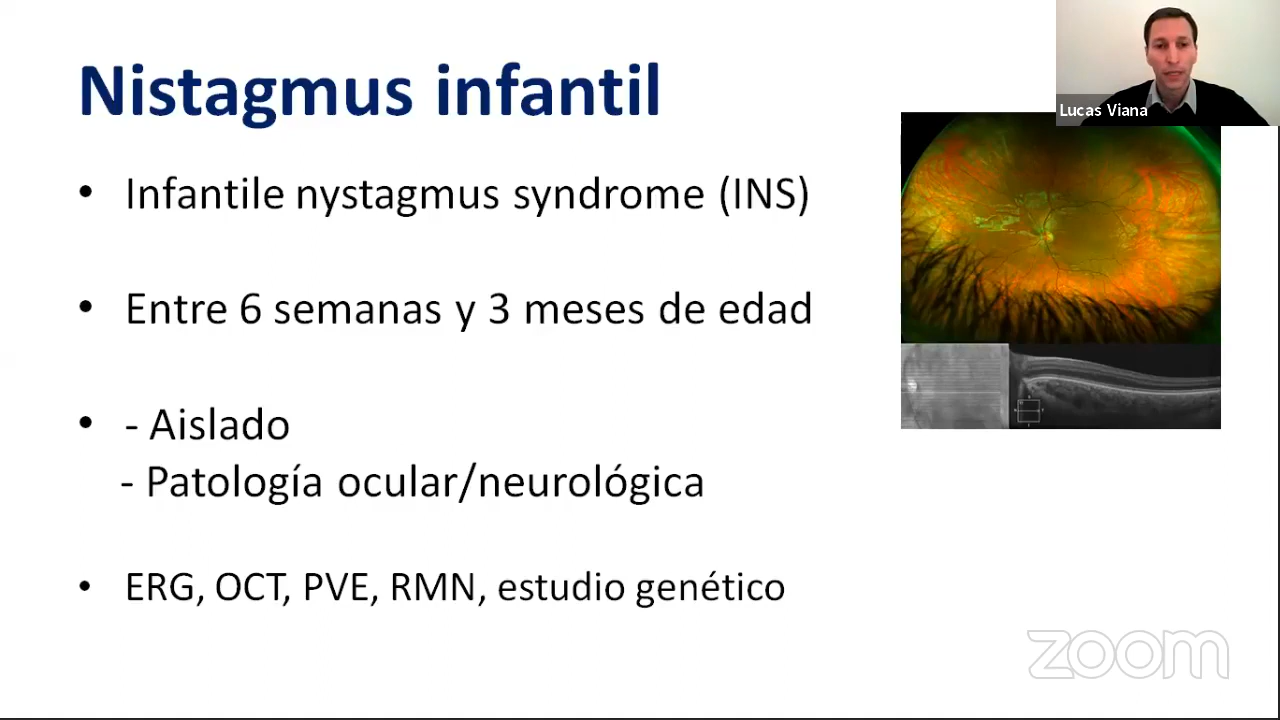 Nistagmus infantil
Lucas Viana
• Infantile nystagmus syndrome (INS)
• Entre 6 semanas y 3 meses de edad
• - Aislado
- Patología ocular/neurológica
• ERG, OCT, PVE, RMN, estudio genético
zoom